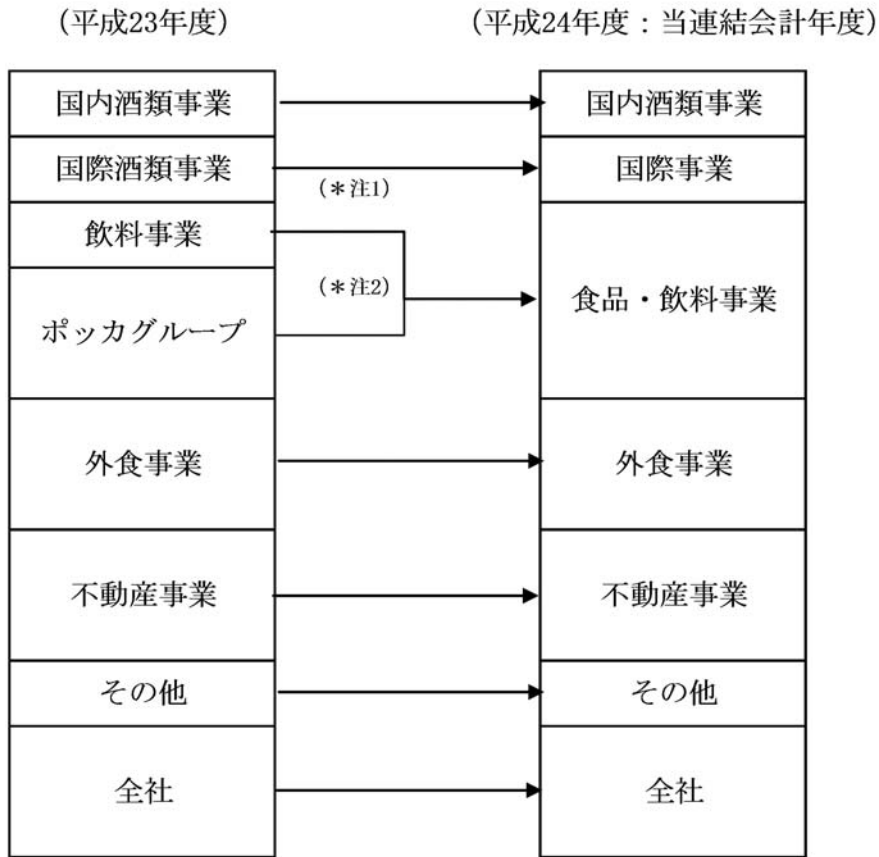 (平成23年度)
(平成24年度：当連結会計年度)
国内酒類事業
国内酒類事業
国際酒類事業
国際事業
(＊注1)
飲料事業
(＊注2)
食品・飲料事業
ポッカグループ
外食事業
外食事業
不動産事業
不動産事業
その他
その他
全社
全社